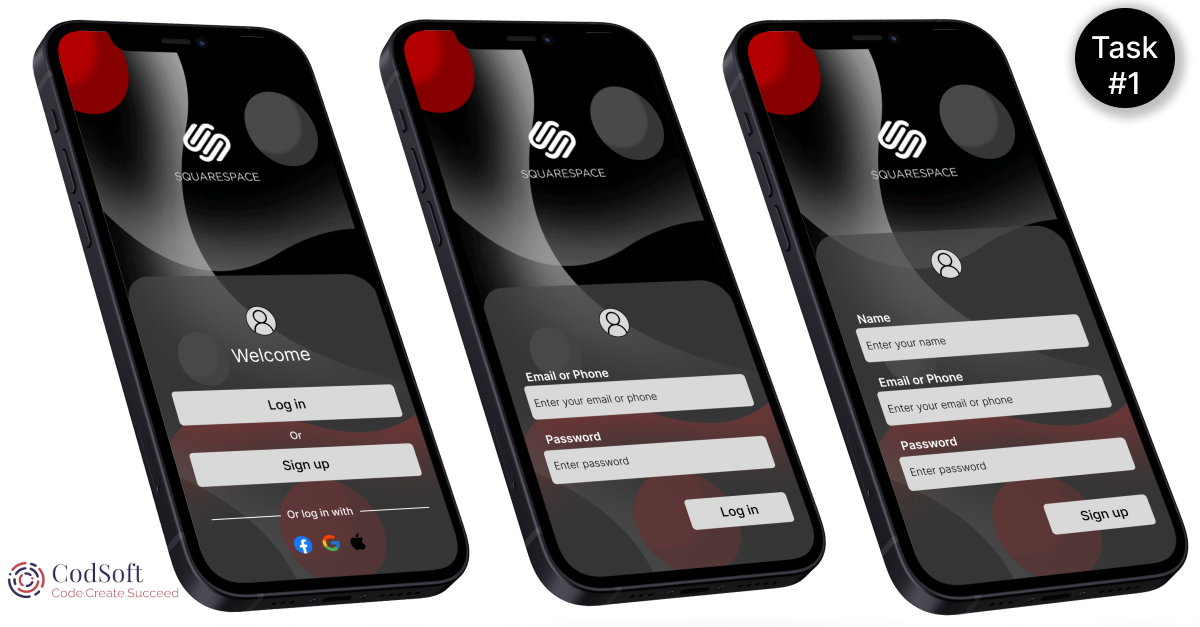 Task
#1
SQUARESPACE
Welcome
Log in
Or
Sign up
Or log in with
SQUARESPACE
Email or Phone
Enter your email or phone
Password
Enter password
Log in
SQUARESPACE
Name
Enter your name
Email or Phone
Enter your email or phone
Password
Enter password
Sign up
CodSoft
Code.Create.Succeed